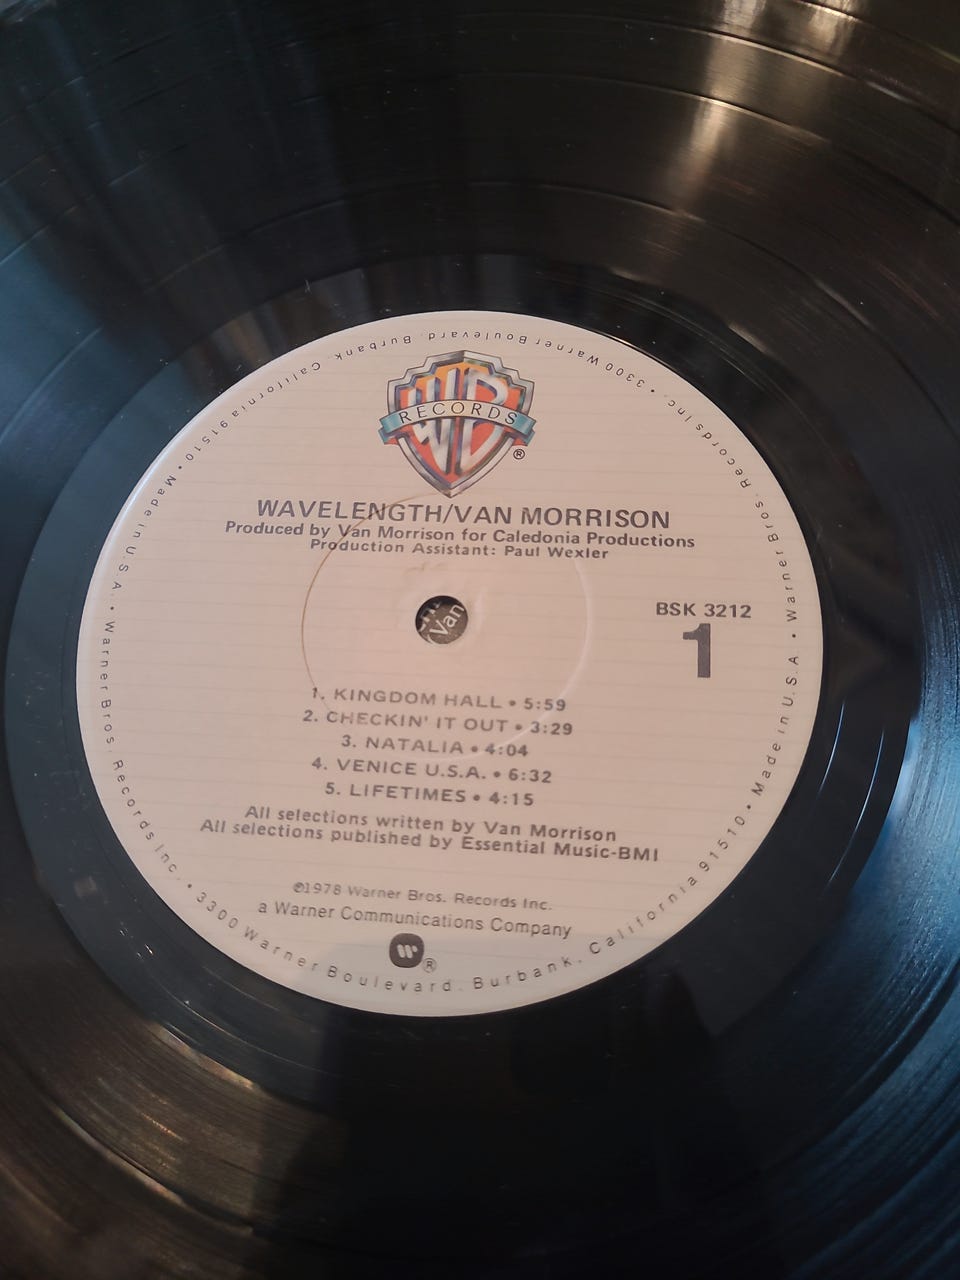 WB
RECORDS
®
WAVELENGTH/VAN MORRISON
Produced by Van Morrison for Caledonia Productions
Production Assistant: Paul Wexler
BSK 3212
1
Van
1. KINGDOM HALL • 5:59
2. CHECKIN' IT OUT • 3:29
3. NATALIA • 4:04
4. VENICE U.S.A. • 6:32
5. LIFETIMES • 4:15
All selections written by Van Morrison
All selections published by Essential Music-BMI
℗1978 Warner Bros. Records Inc.
a Warner Communications Company
®
Warner Bros. Records Inc. • 3300 Warner Boulevard. Burbank. California 91510 • Made in U.S.A. • Warner Bros. Records Inc. • 3300 Warner Boulevard. Burbank. California 91510 • Made in U.S.A •